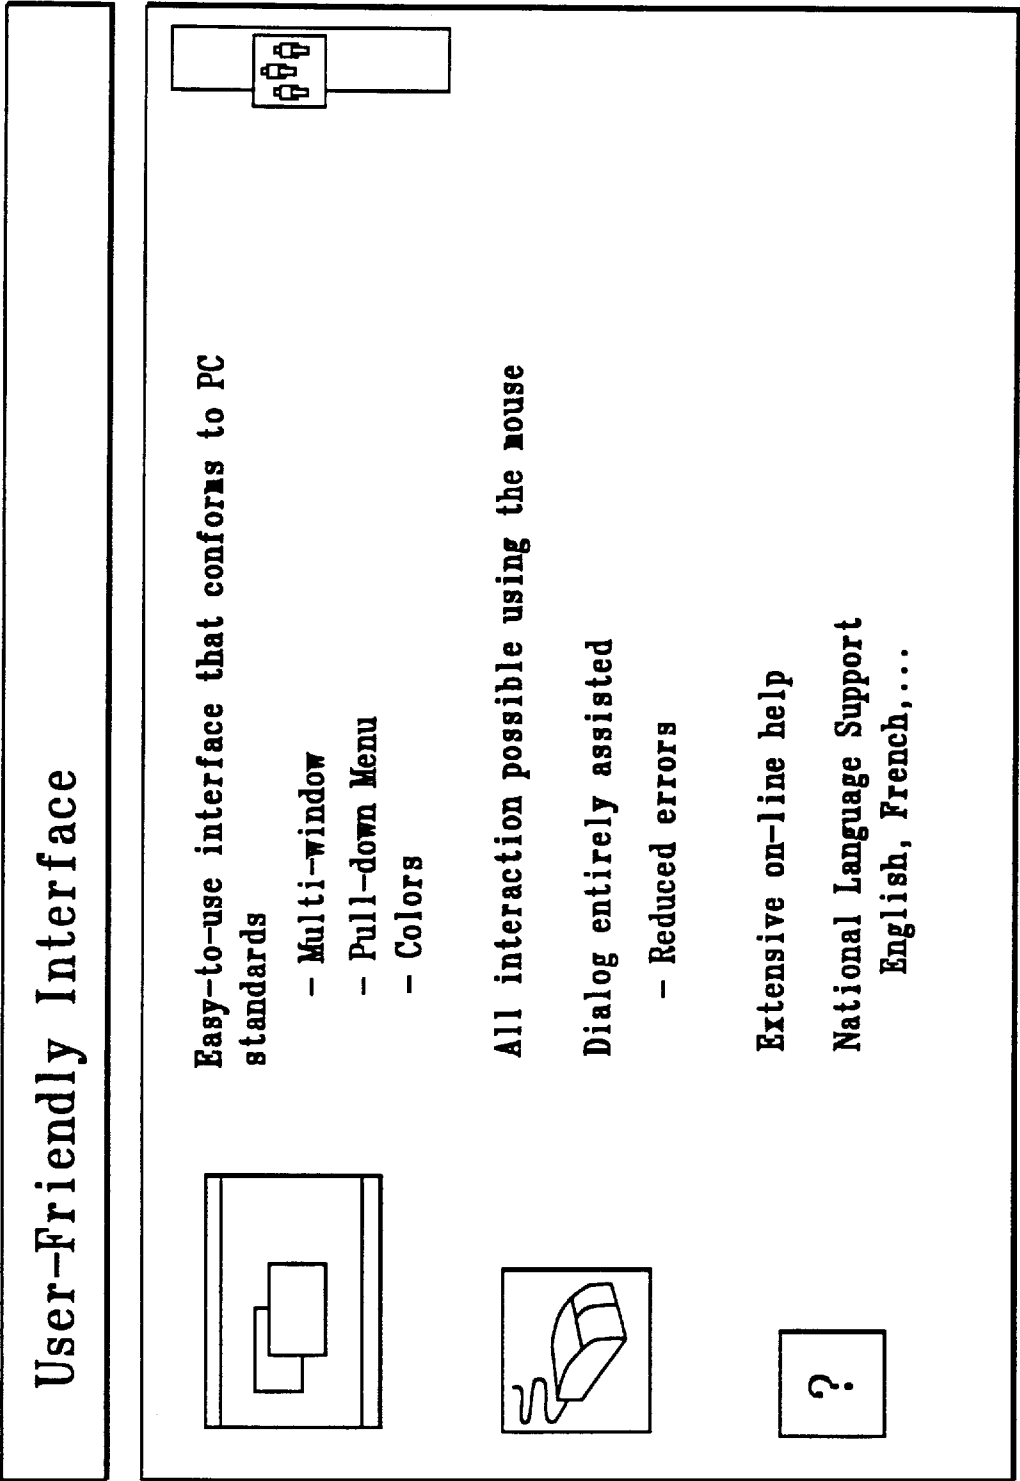 User-Friendly Interface
Easy-to-use interface that conforms to PC
standards
- Multi-window
- Pull-down Menu
- Colors
All interaction possible using the mouse
Dialog entirely assisted
- Reduced errors
?
Extensive on-line help
National Language Support
English, French,...